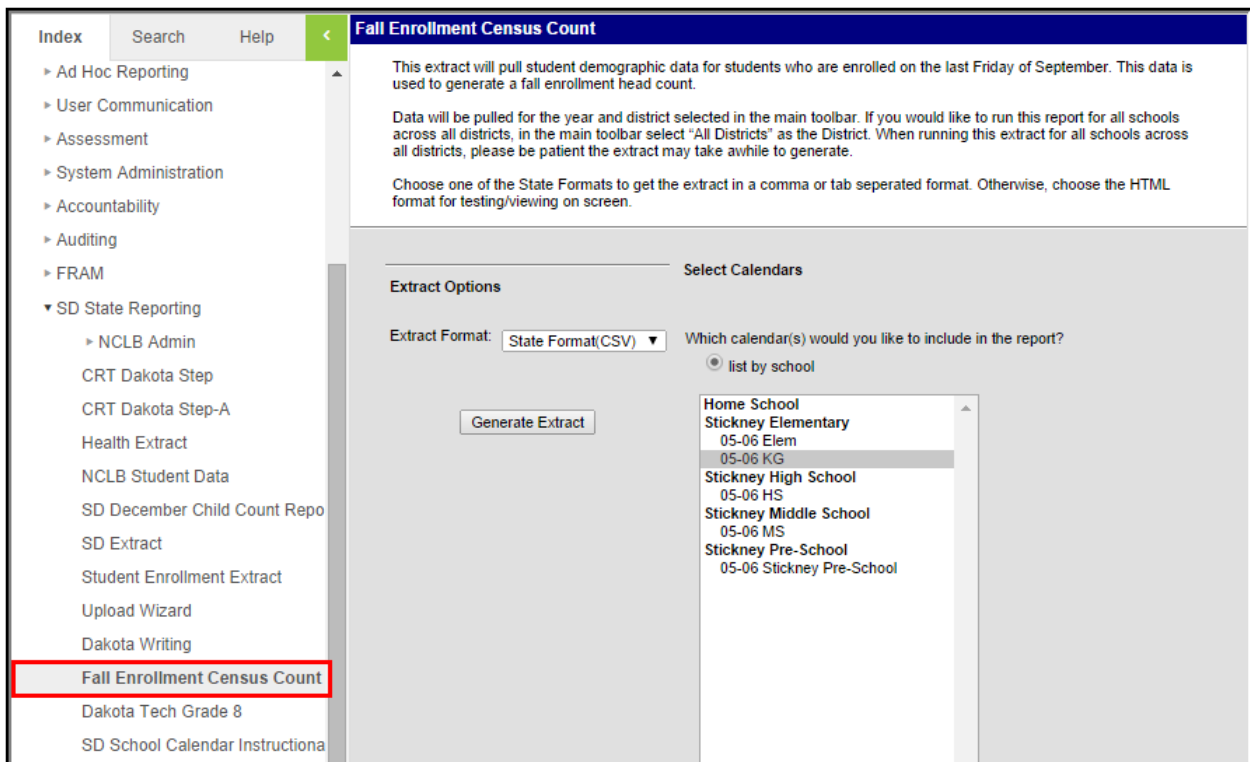 Index Search Help
Ad Hoc Reporting
User Communication
Assessment
System Administration
Accountability
Auditing
FRAM
SD State Reporting
NCLB Admin
CRT Dakota Step
CRT Dakota Step-A
Health Extract
NCLB Student Data
SD December Child Count Repo
SD Extract
Student Enrollment Extract
Upload Wizard
Dakota Writing
Fall Enrollment Census Count
Dakota Tech Grade 8
SD School Calendar Instructiona
Fall Enrollment Census Count
This extract will pull student demographic data for students who are enrolled on the last Friday of September. This data is
used to generate a fall enrollment head count.
Data will be pulled for the year and district selected in the main toolbar. If you would like to run this report for all schools
across all districts, in the main toolbar select “All Districts” as the District. When running this extract for all schools across
all districts, please be patient the extract may take awhile to generate.
Choose one of the State Formats to get the extract in a comma or tab seperated format. Otherwise, choose the HTML
format for testing/viewing on screen.
Extract Options
Extract Format: State Format(CSV)
Generate Extract
Select Calendars
Which calendar(s) would you like to include in the report?
list by school
Home School
Stickney Elementary
05-06 Elem
05-06 KG
Stickney High School
05-06 HS
Stickney Middle School
05-06 MS
Stickney Pre-School
05-06 Stickney Pre-School